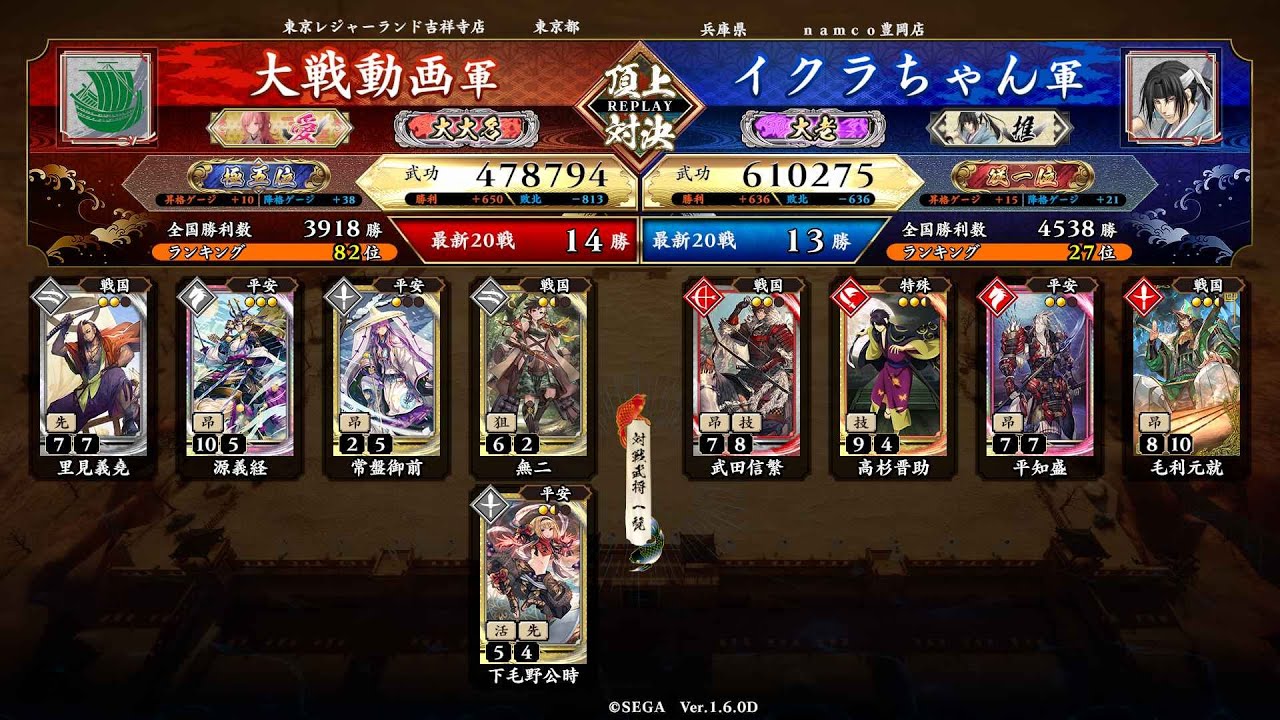 東京レジャーランド吉祥寺店 東京都
兵庫県 namco豊岡店
大戦動画軍
頂上
REPLAY
対決
イクラちゃん軍
愛
大大名
大老
推
極五位
武功 478794
勝利 +650 敗北 -813
武功 610275
勝利 +636 敗北 -636
昇格ゲージ +10 降格ゲージ +38
昇格ゲージ +15 降格ゲージ +21
全国勝利数 3918勝
ランキング 82位
最新20戦 14勝
最新20戦 13勝
全国勝利数 4538勝
ランキング 27位
戦国
平安
平安
戦国
戦国
特殊
平安
戦国
先
7 7
里見義堯
昂
10 5
源義経
昂
2 5
常盤御前
狙
6 2
無二
昂 技
7 8
武田信繁
技
9 4
高杉晋助
昂
7 7
平知盛
昂
8 10
毛利元就
対戦武将一覧
平安
活 先
5 4
下毛野公時
©SEGA Ver.1.6.0D